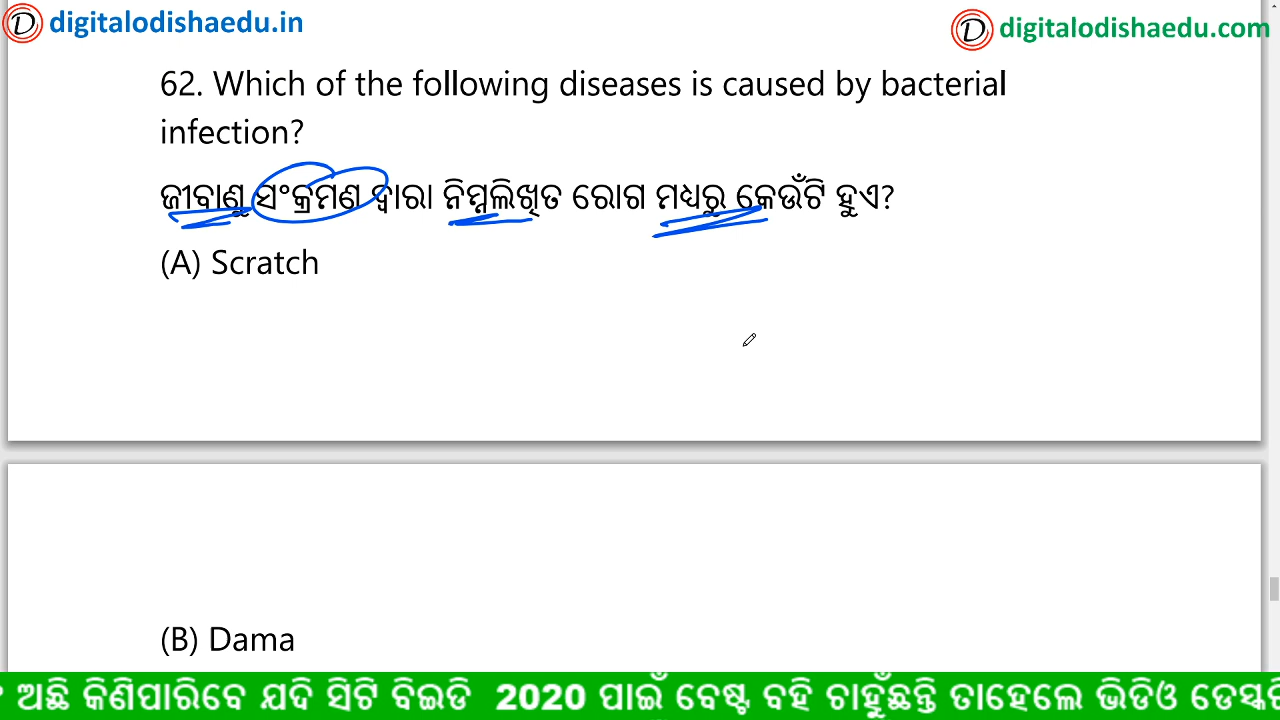 digitalodishaedu.in
digitalodishaedu.com
62. Which of the following diseases is caused by bacterial
infection?
ଜୀବାଣୁ ସଂକ୍ରମଣ ଦ୍ୱାରା ନିମ୍ନଲିଖିତ ରୋଗ ମଧ୍ୟରୁ କେଉଁଟି ହୁଏ?
(A) Scratch
(B) Dama
ଅଛି କିଣିପାରିବେ ଯଦି ସିଟି ବିଇଡି 2020 ପାଇଁ ବେଷ୍ଟ ବହି ଚାହୁଁଛନ୍ତି ତାହେଲେ ଭିଡିଓ